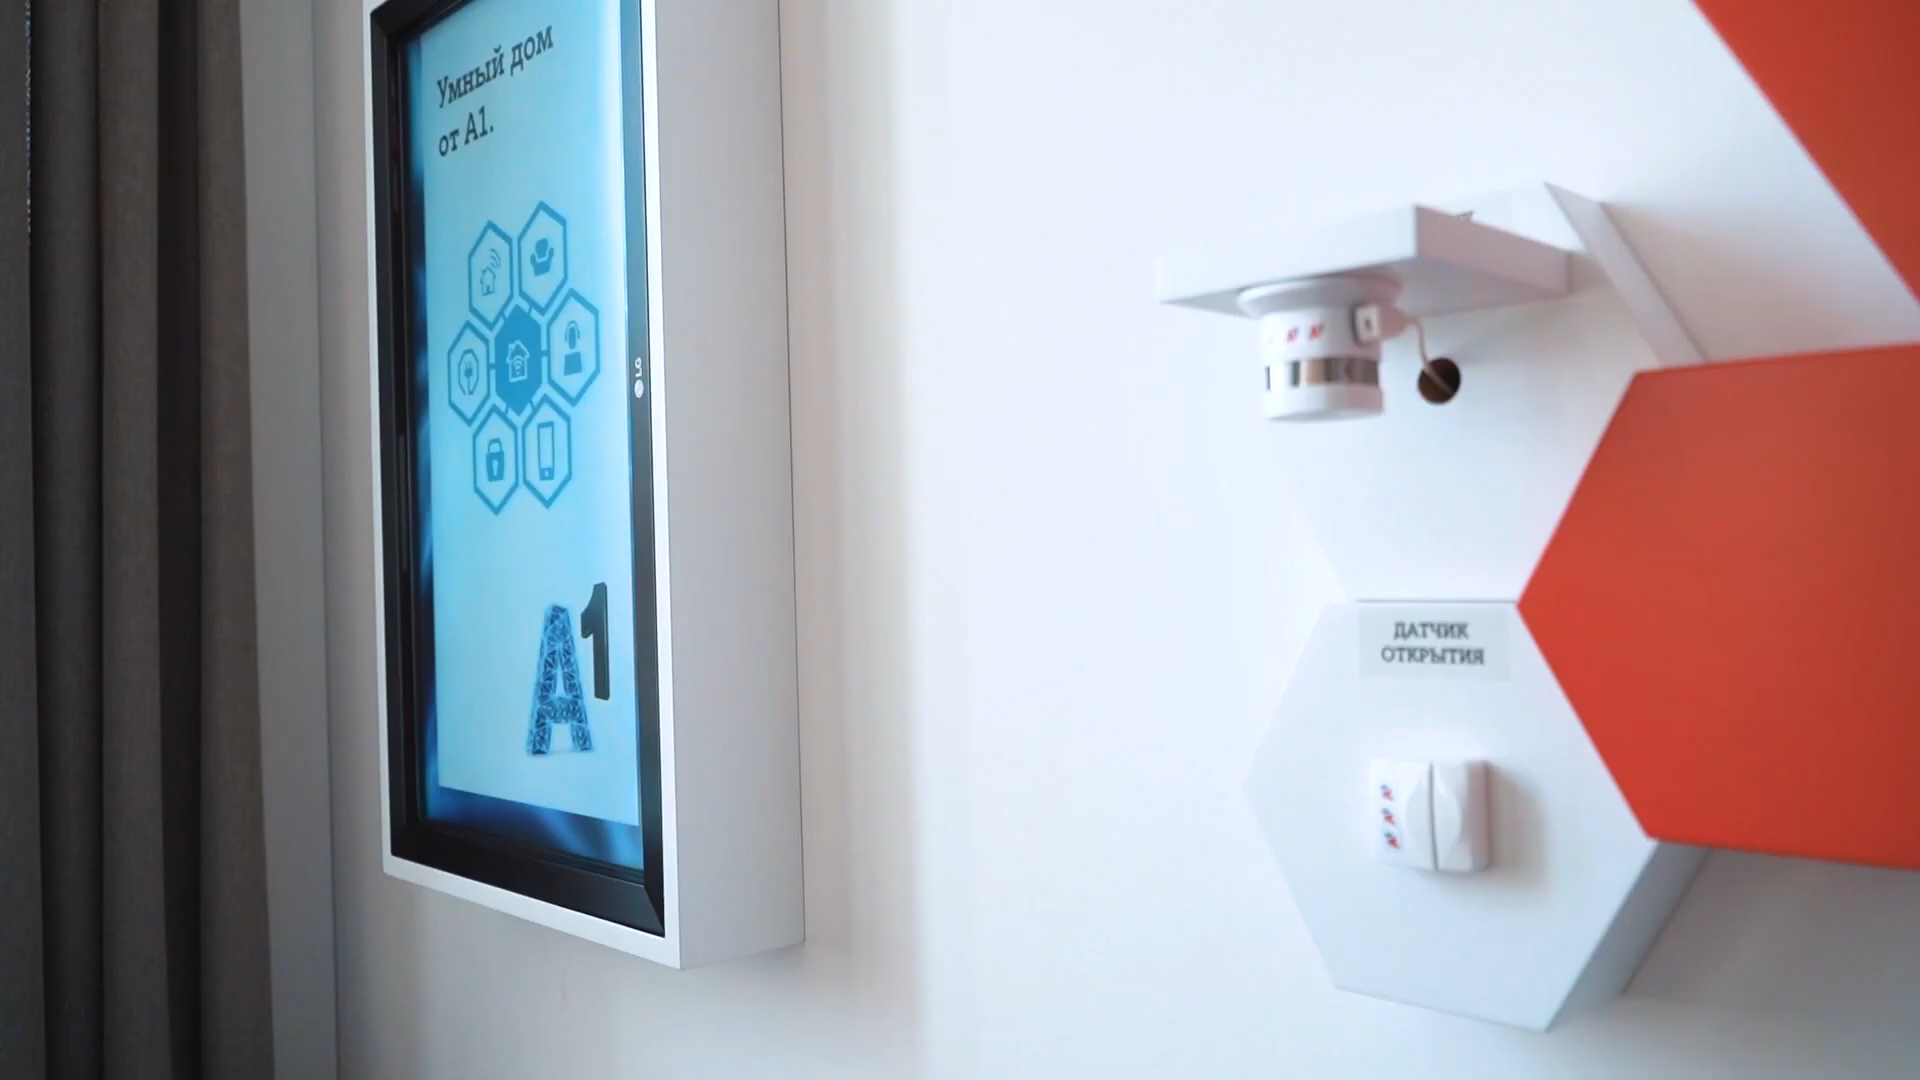 Умный дом
от А1.
LG
A1
ДАТЧИК
ОТКРЫТИЯ